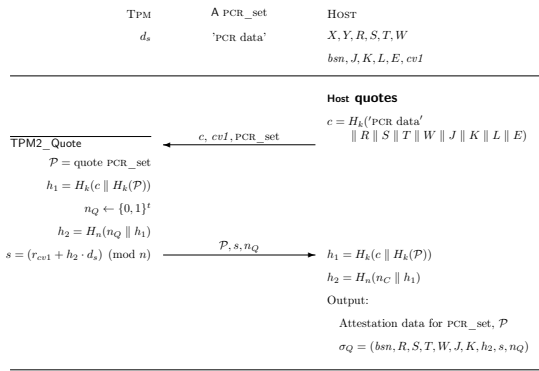 TPM A PCR_set HOST
d_s 'PCR data' X, Y, R, S, T, W
bsn, J, K, L, E, cv1
Host quotes
c = H_k('PCR data'
∥ R ∥ S ∥ T ∥ W ∥ J ∥ K ∥ L ∥ E)
c, cv1, PCR_set
TPM2_Quote
𝒫 = quote PCR_set
h_1 = H_k(c ∥ H_k(𝒫))
n_Q ← {0, 1}^t
h_2 = H_n(n_Q ∥ h_1)
s = (r_{cv1} + h_2 · d_s) (mod n) 𝒫, s, n_Q h_1 = H_k(c ∥ H_k(𝒫))
h_2 = H_n(n_C ∥ h_1)
Output:
Attestation data for PCR_set, 𝒫
σ_Q = (bsn, R, S, T, W, J, K, h_2, s, n_Q)